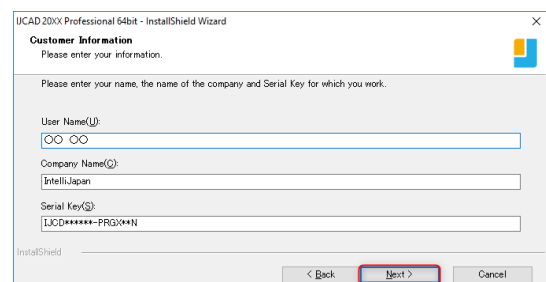 IJCAD 20XX Professional 64bit - InstallShield Wizard
Customer Information
Please enter your information.
Please enter your name, the name of the company and Serial Key for which you work.
User Name(U):
○○ ○○
Company Name(C):
IntelliJapan
Serial Key(S):
IJCD******-PRGX**N
InstallShield
< Back Next > Cancel